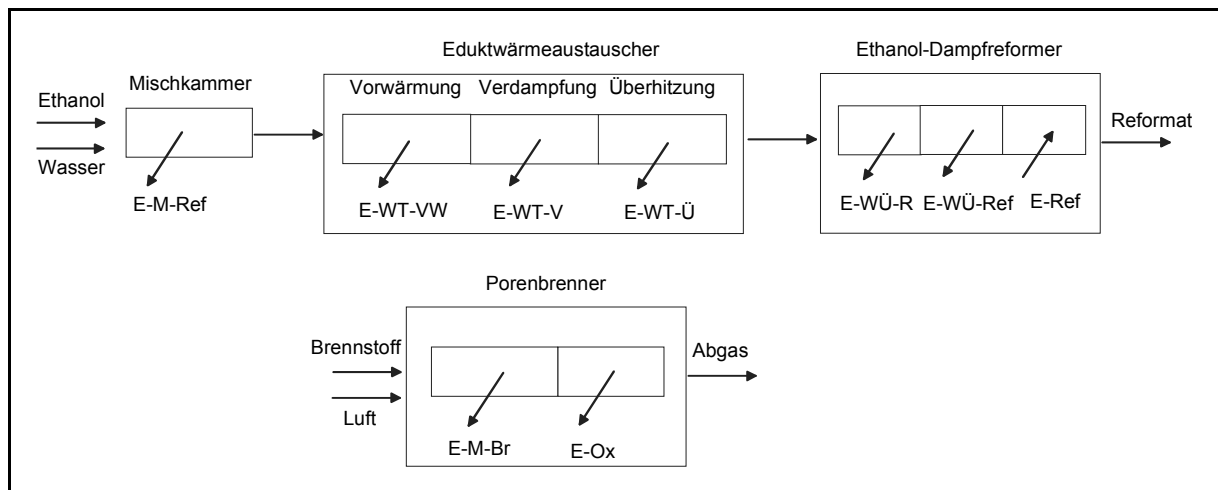 Eduktwärmeaustauscher
Ethanol-Dampfreformer
Mischkammer
Vorwärmung Verdampfung Überhitzung
Ethanol
Wasser
Reformat
E-M-Ref
E-WT-VW E-WT-V E-WT-Ü
E-WÜ-R E-WÜ-Ref E-Ref
Porenbrenner
Brennstoff
Luft
Abgas
E-M-Br E-Ox